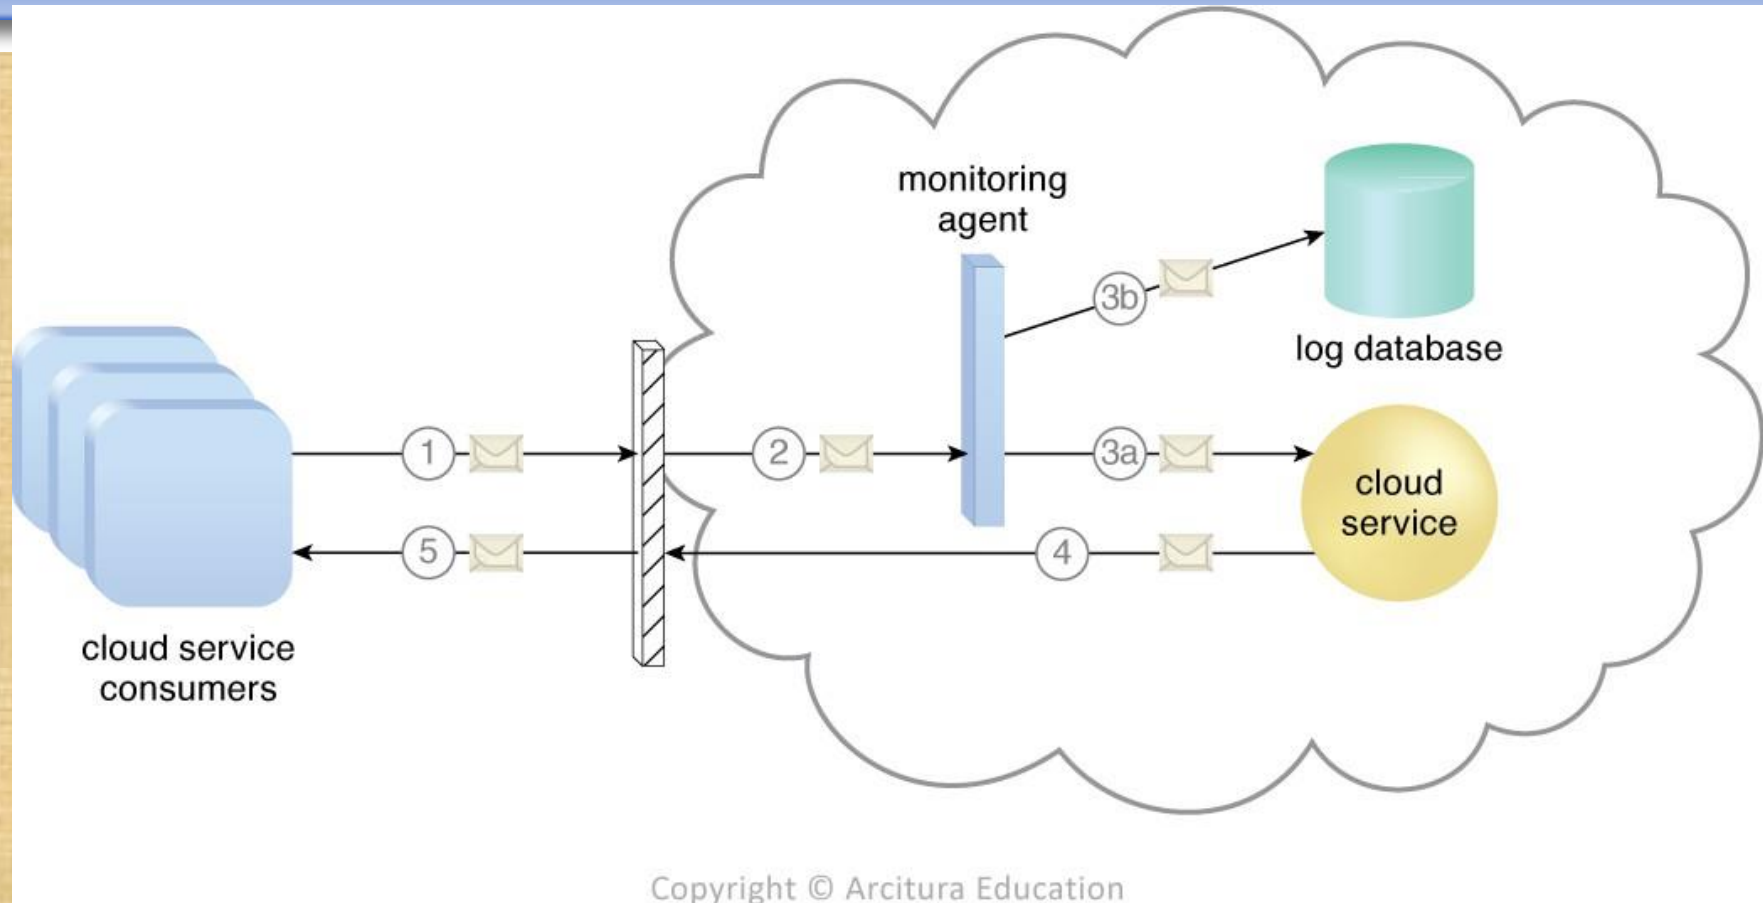 monitoring
agent
3b
log database
1
2
3a
cloud
service
5
4
cloud service
consumers
Copyright © Arcitura Education